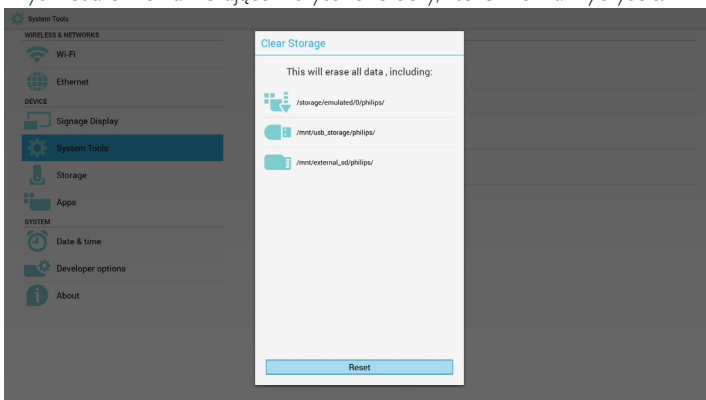 System Tools
WIRELESS & NETWORKS
Wi-Fi
Ethernet
DEVICE
Signage Display
System Tools
Storage
Apps
SYSTEM
Date & time
Developer options
About
Clear Storage
This will erase all data , including:
/storage/emulated/0/philips/
/mnt/usb_storage/philips/
/mnt/external_sd/philips/
Reset